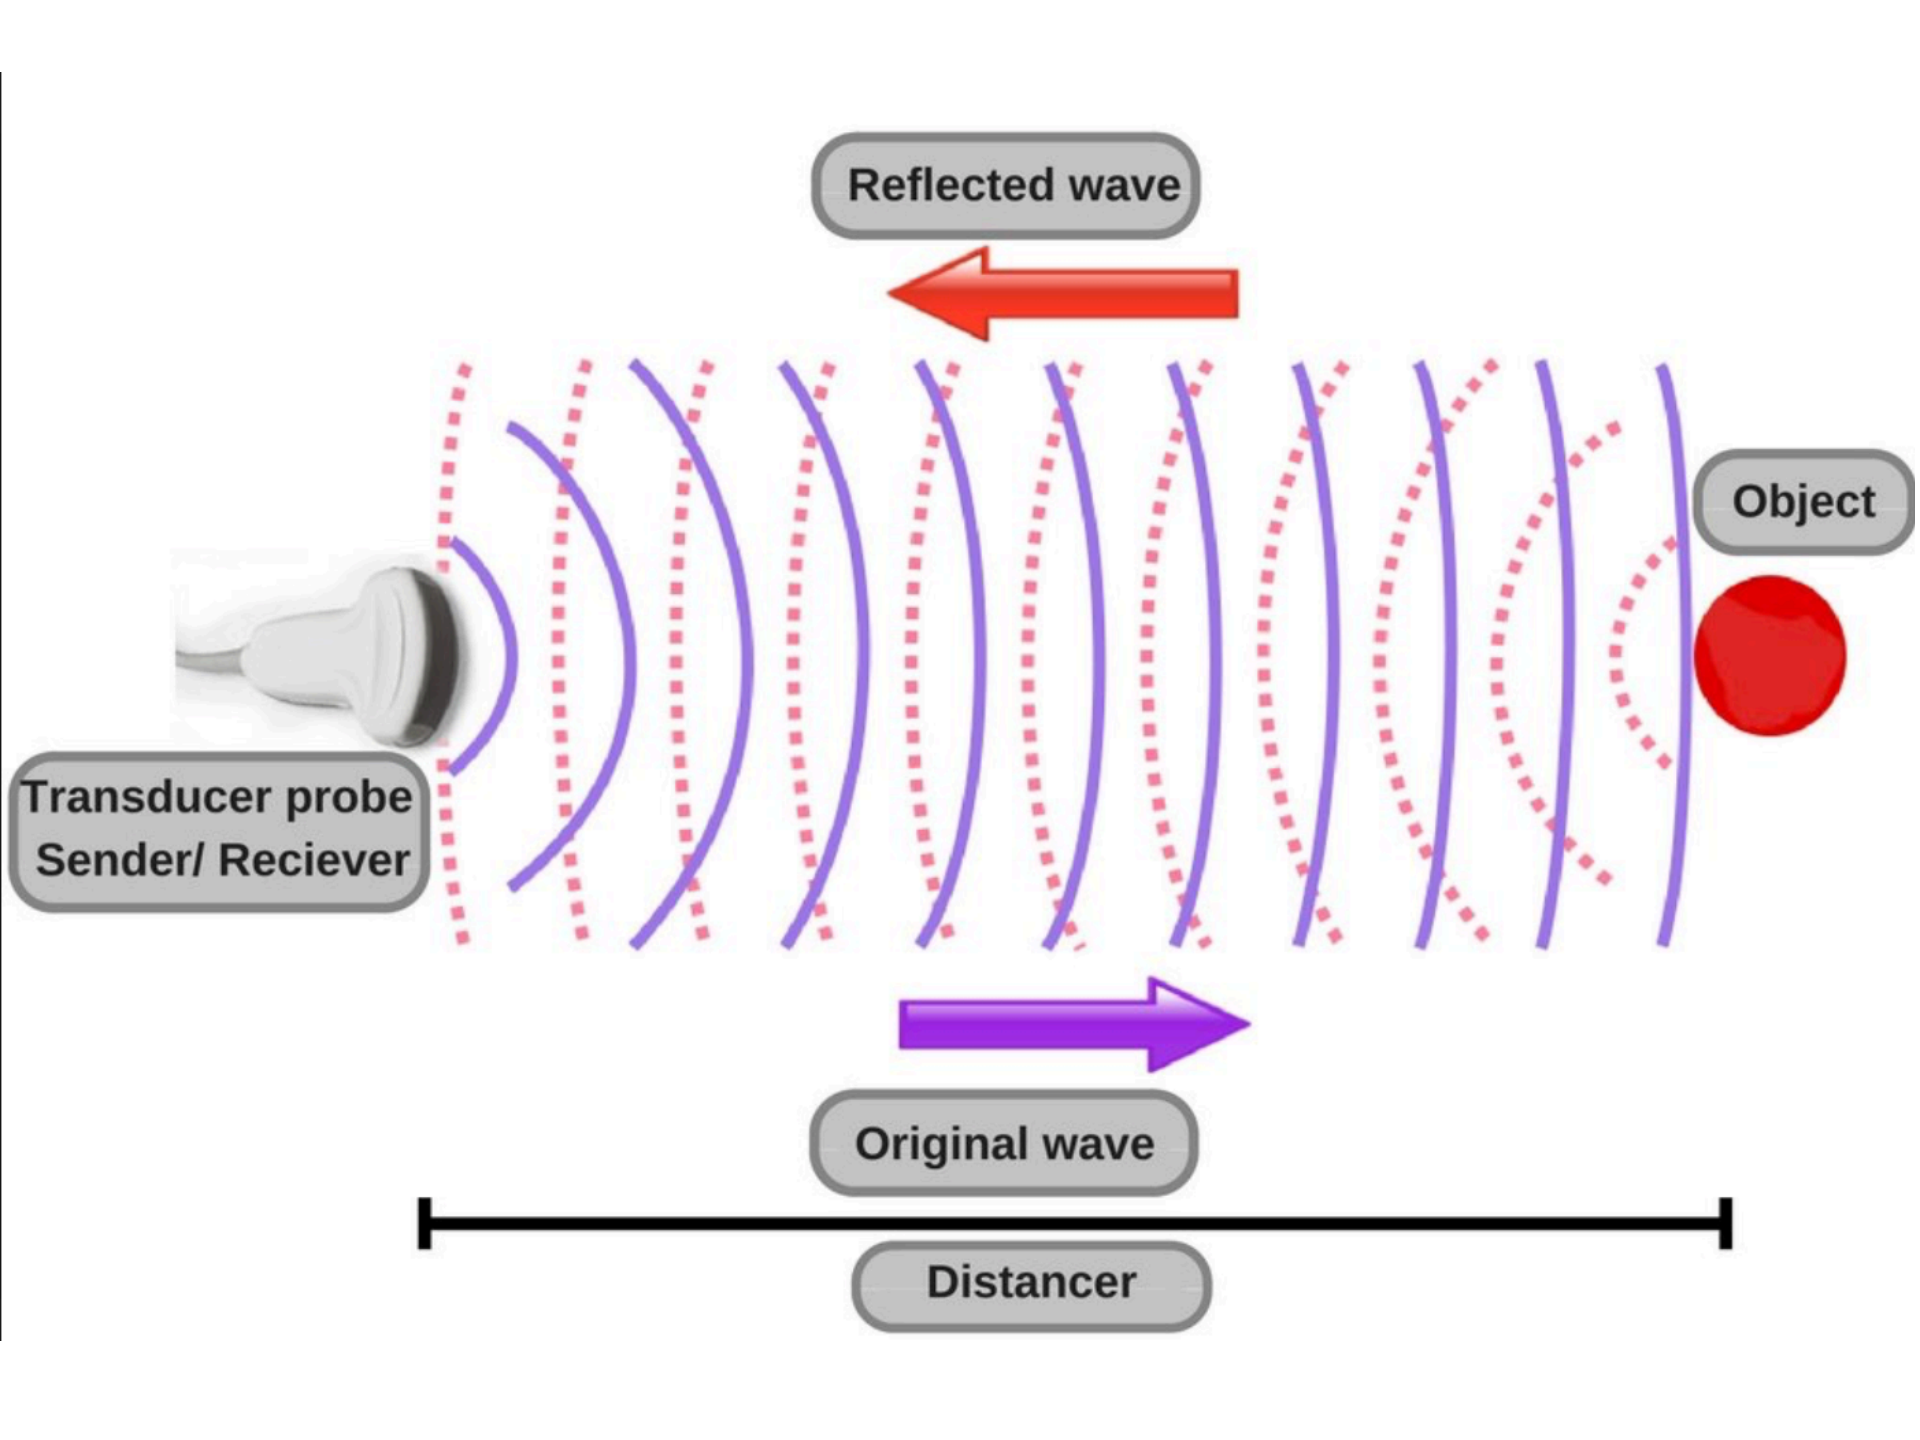 Reflected wave
Object
Transducer probe
Sender/ Reciever
Original wave
Distancer